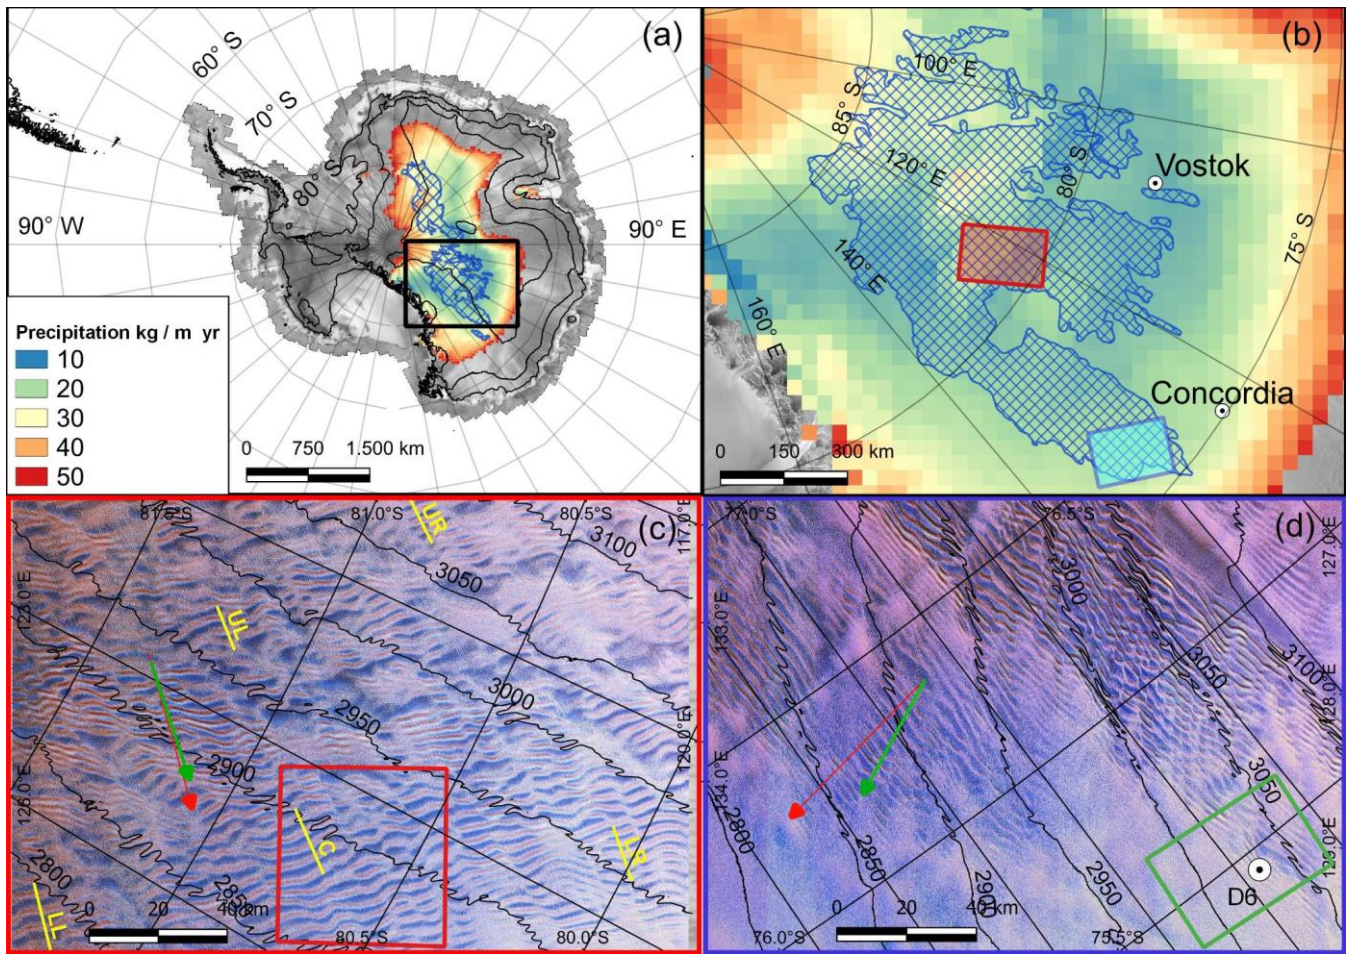 (a)
60° S
70° S
80° S
90° W
90° E
Precipitation kg / m yr
10
20
30
40
50
0 750 1.500 km
(b)
100° E
85° S
120° E
80° S
Vostok
75° S
140° E
160° E
Concordia
0 150 300 km
(c)
81.5°S
81.0°S
80.5°S
UR
117.0°E
3100
3050
123.0°E
UL
3000
2950
120.0°E
2900
126.0°E
C
LR
2800
2850
LL
0 20 40 km
80.5°S
80.0°S
(d)
77.0°S
76.5°S
127.0°E
3000
133.0°E
3050
3100
128.0°E
134.0°E
3050
2800
2850
2900
2950
129.0°E
D6
0 20 40 km
76.0°S
75.5°S